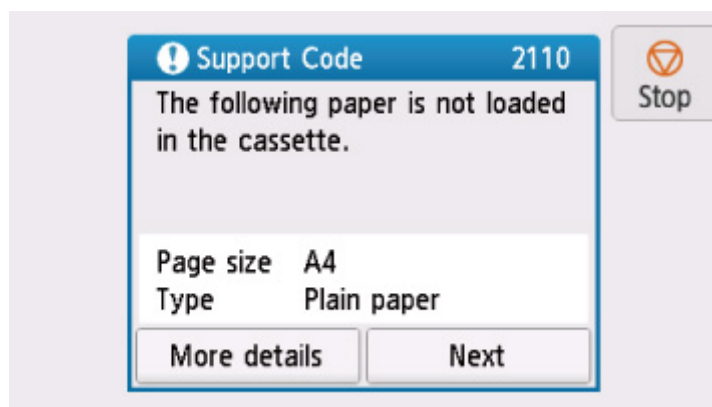 Support Code 2110
Stop
The following paper is not loaded
in the cassette.
Page size A4
Type Plain paper
More details Next